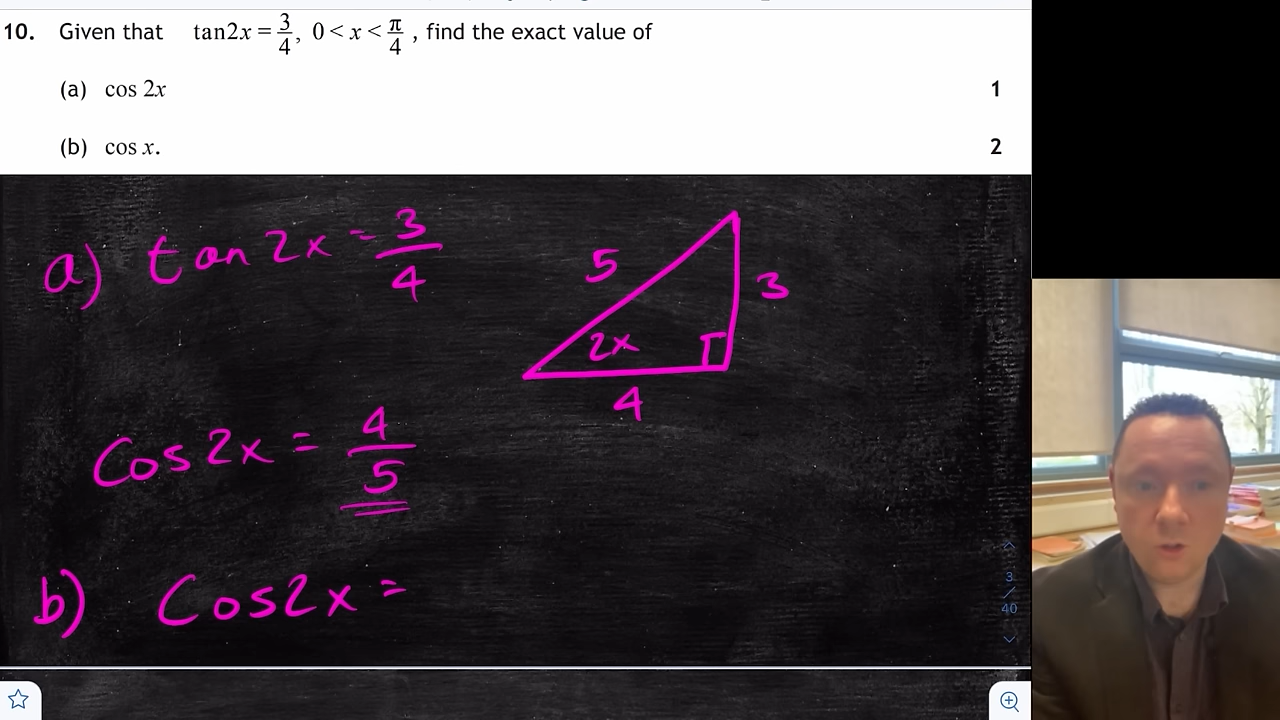 10. Given that tan2x = 3/4, 0 < x < π/4, find the exact value of
(a) cos 2x 1
(b) cos x. 2
a) tan 2x = 3/4
5
3
2x
4
Cos 2x = 4/5
b) Cos2x =
3
/
40